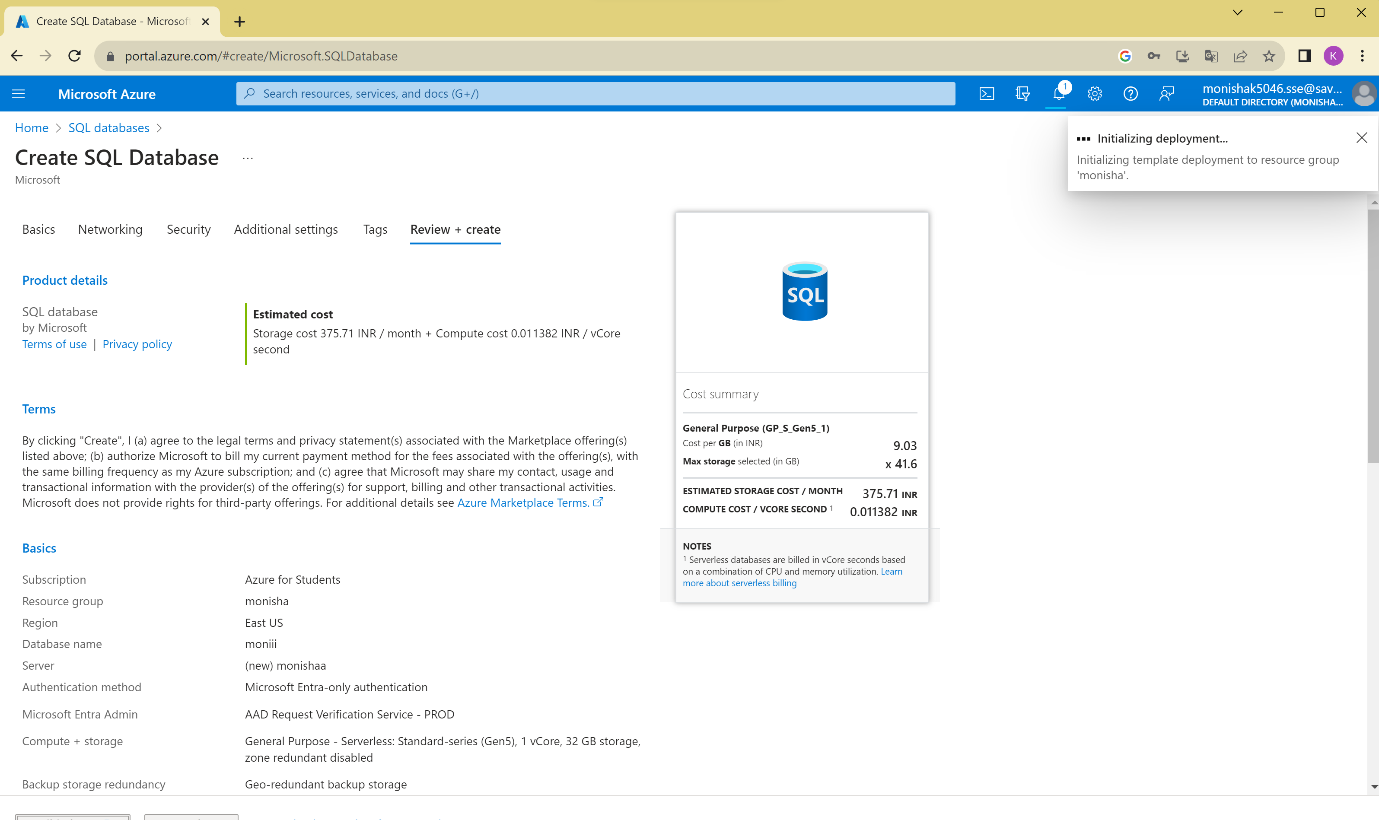 Create SQL Database - Microsof
portal.azure.com/#create/Microsoft.SQLDatabase
K
Microsoft Azure
Search resources, services, and docs (G+/)
1
monishak5046.sse@sav...
DEFAULT DIRECTORY (MONISHA...
Home > SQL databases >
Create SQL Database ...
Microsoft
Initializing deployment...
Initializing template deployment to resource group
'monisha'.
Basics Networking Security Additional settings Tags Review + create
Product details
SQL database
by Microsoft
Terms of use | Privacy policy
Estimated cost
Storage cost 375.71 INR / month + Compute cost 0.011382 INR / vCore
second
Terms
By clicking "Create", I (a) agree to the legal terms and privacy statement(s) associated with the Marketplace offering(s)
listed above; (b) authorize Microsoft to bill my current payment method for the fees associated with the offering(s), with
the same billing frequency as my Azure subscription; and (c) agree that Microsoft may share my contact, usage and
transactional information with the provider(s) of the offering(s) for support, billing and other transactional activities.
Microsoft does not provide rights for third-party offerings. For additional details see Azure Marketplace Terms.
Basics
Subscription Azure for Students
Resource group monisha
Region East US
Database name moniii
Server (new) monishaa
Authentication method Microsoft Entra-only authentication
Microsoft Entra Admin AAD Request Verification Service - PROD
Compute + storage General Purpose - Serverless: Standard-series (Gen5), 1 vCore, 32 GB storage,
zone redundant disabled
Backup storage redundancy Geo-redundant backup storage
SQL
Cost summary
General Purpose (GP_S_Gen5_1)
Cost per GB (in INR) 9.03
Max storage selected (in GB) x 41.6
ESTIMATED STORAGE COST / MONTH 375.71 INR
COMPUTE COST / VCORE SECOND 1 0.011382 INR
NOTES
1 Serverless databases are billed in vCore seconds based
on a combination of CPU and memory utilization. Learn
more about serverless billing